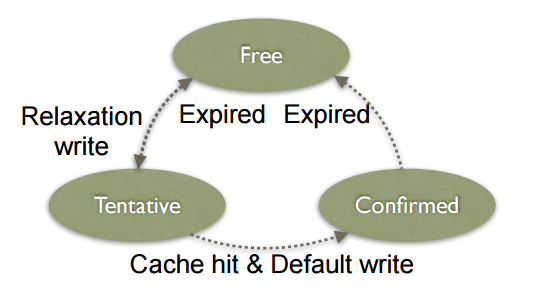 Free
Relaxation
write
Expired
Expired
Tentative
Confirmed
Cache hit & Default write